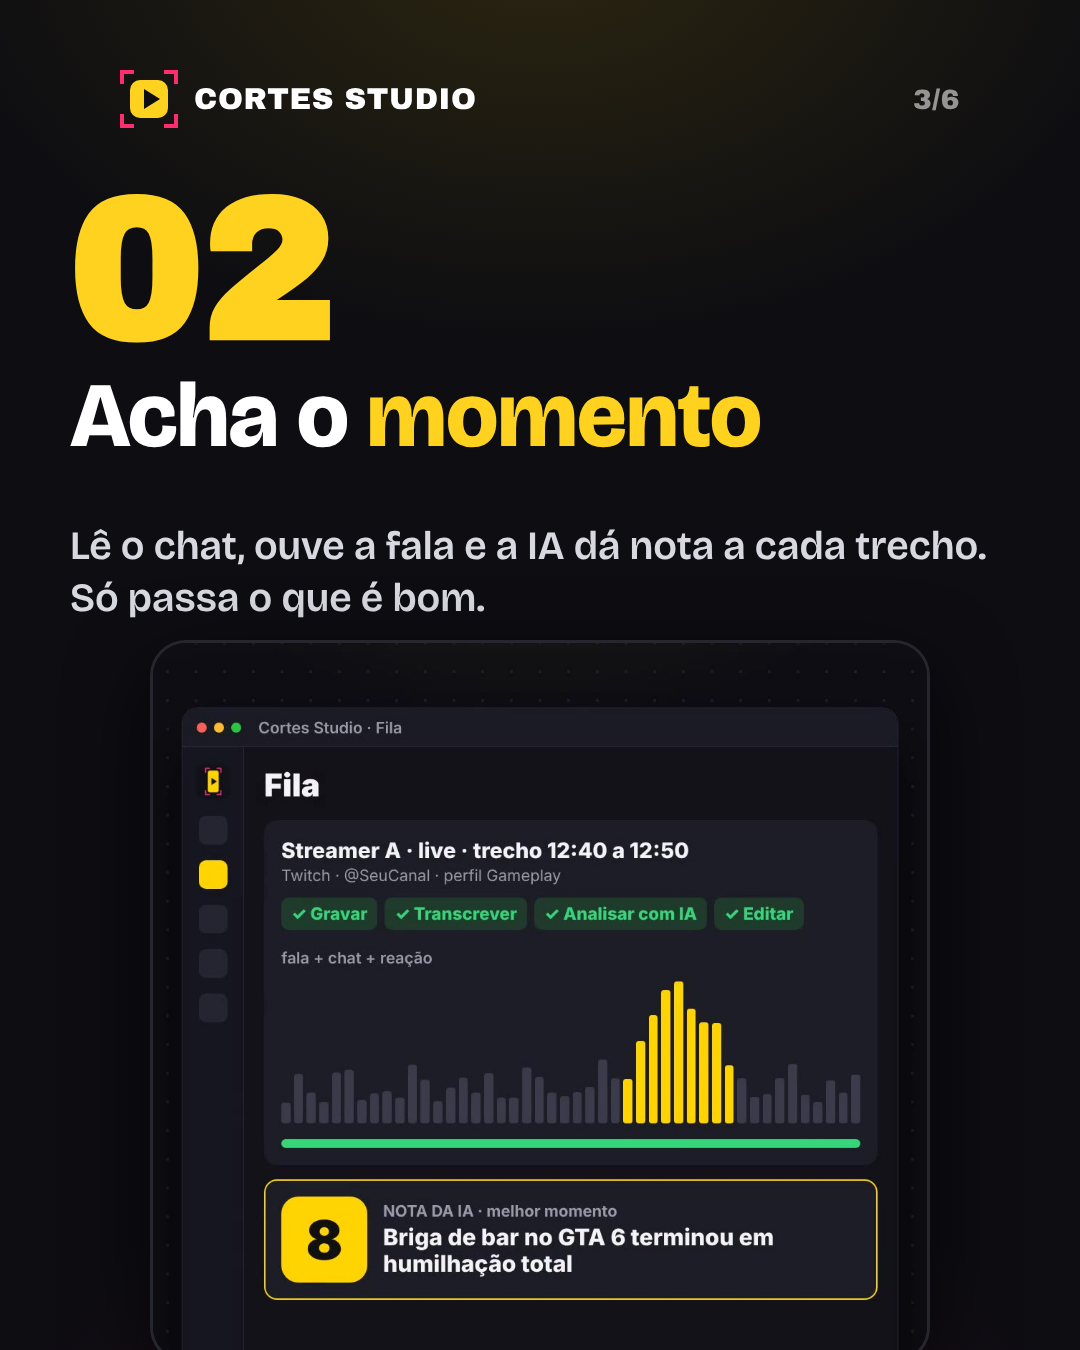 CORTES STUDIO
3/6
02
Acha o momento
Lê o chat, ouve a fala e a IA dá nota a cada trecho.
Só passa o que é bom.
Cortes Studio · Fila
Fila
Streamer A · live · trecho 12:40 a 12:50
Twitch · @SeuCanal · perfil Gameplay
✓ Gravar ✓ Transcrever ✓ Analisar com IA ✓ Editar
fala + chat + reação
8
NOTA DA IA · melhor momento
Briga de bar no GTA 6 terminou em
humilhação total